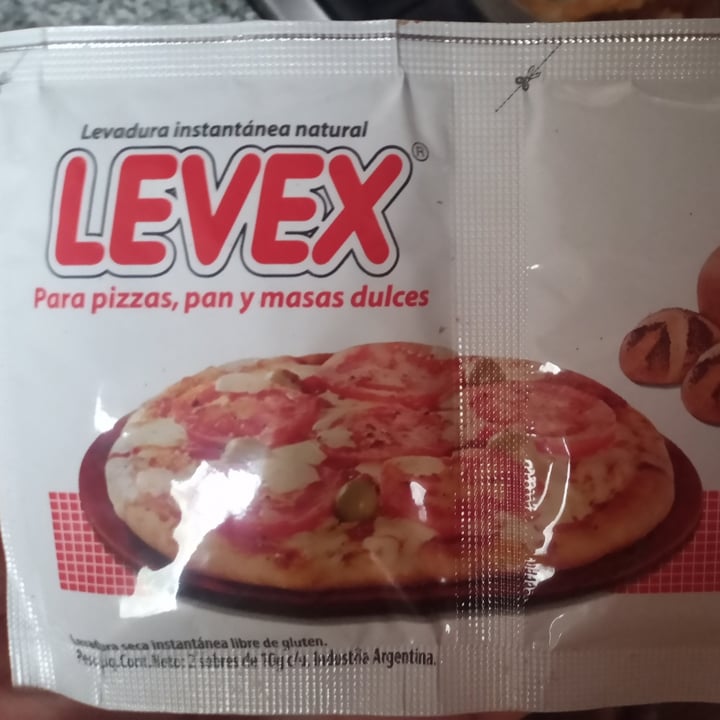 Levadura instantánea natural
LEVEX®
Para pizzas, pan y masas dulces
Levadura seca instantánea libre de gluten.
Neto: 2 sobres de 10g c/u. Industria Argentina.